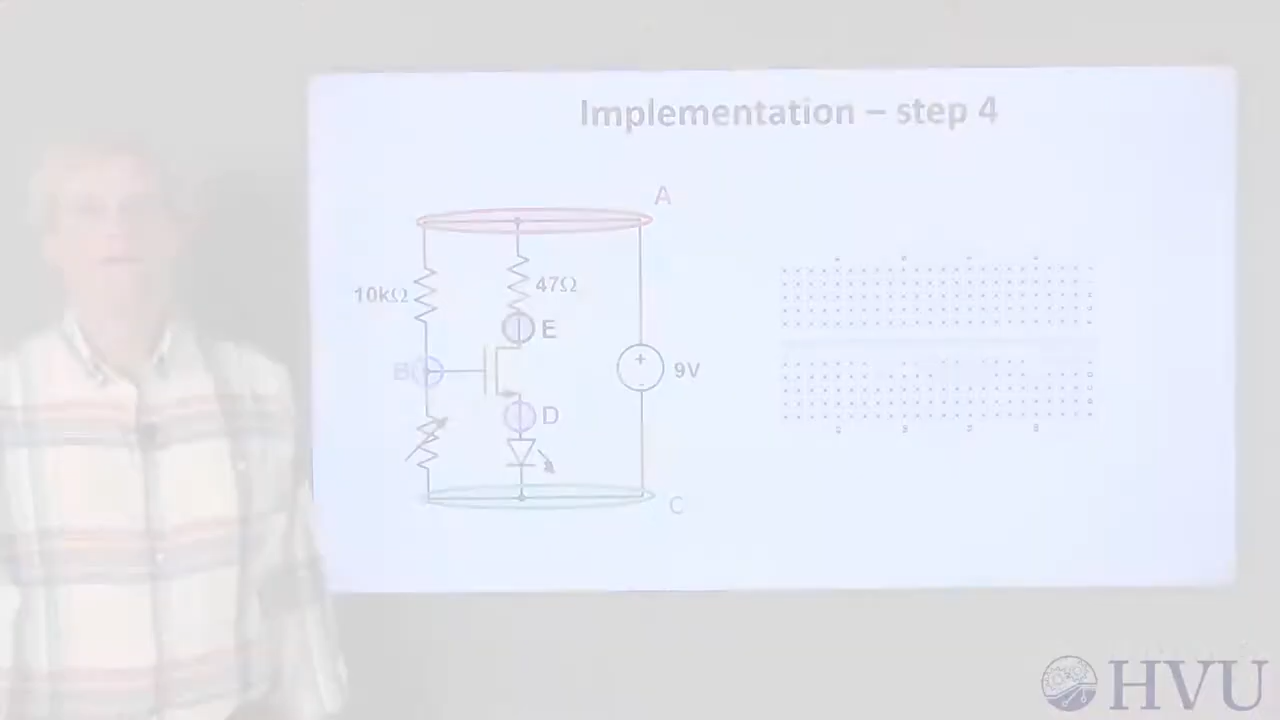 Implementation – step 4
A
10kΩ
47Ω
E
B
+
9V
-
D
C
HVU